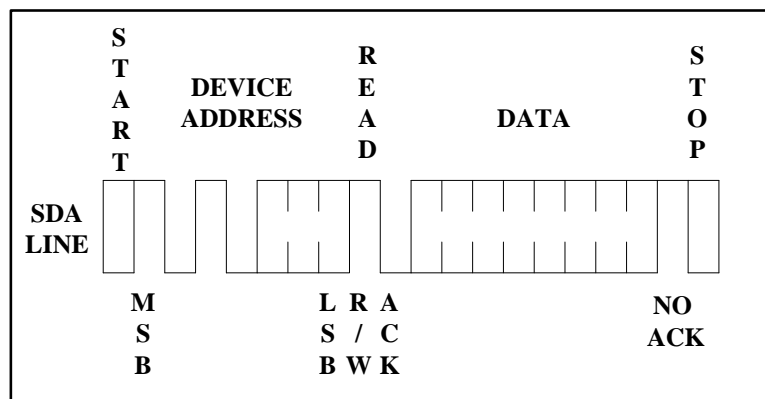 START
DEVICE
ADDRESS
READ
DATA
STOP
SDA
LINE
MSB
LSB
R/W
ACK
NO
ACK